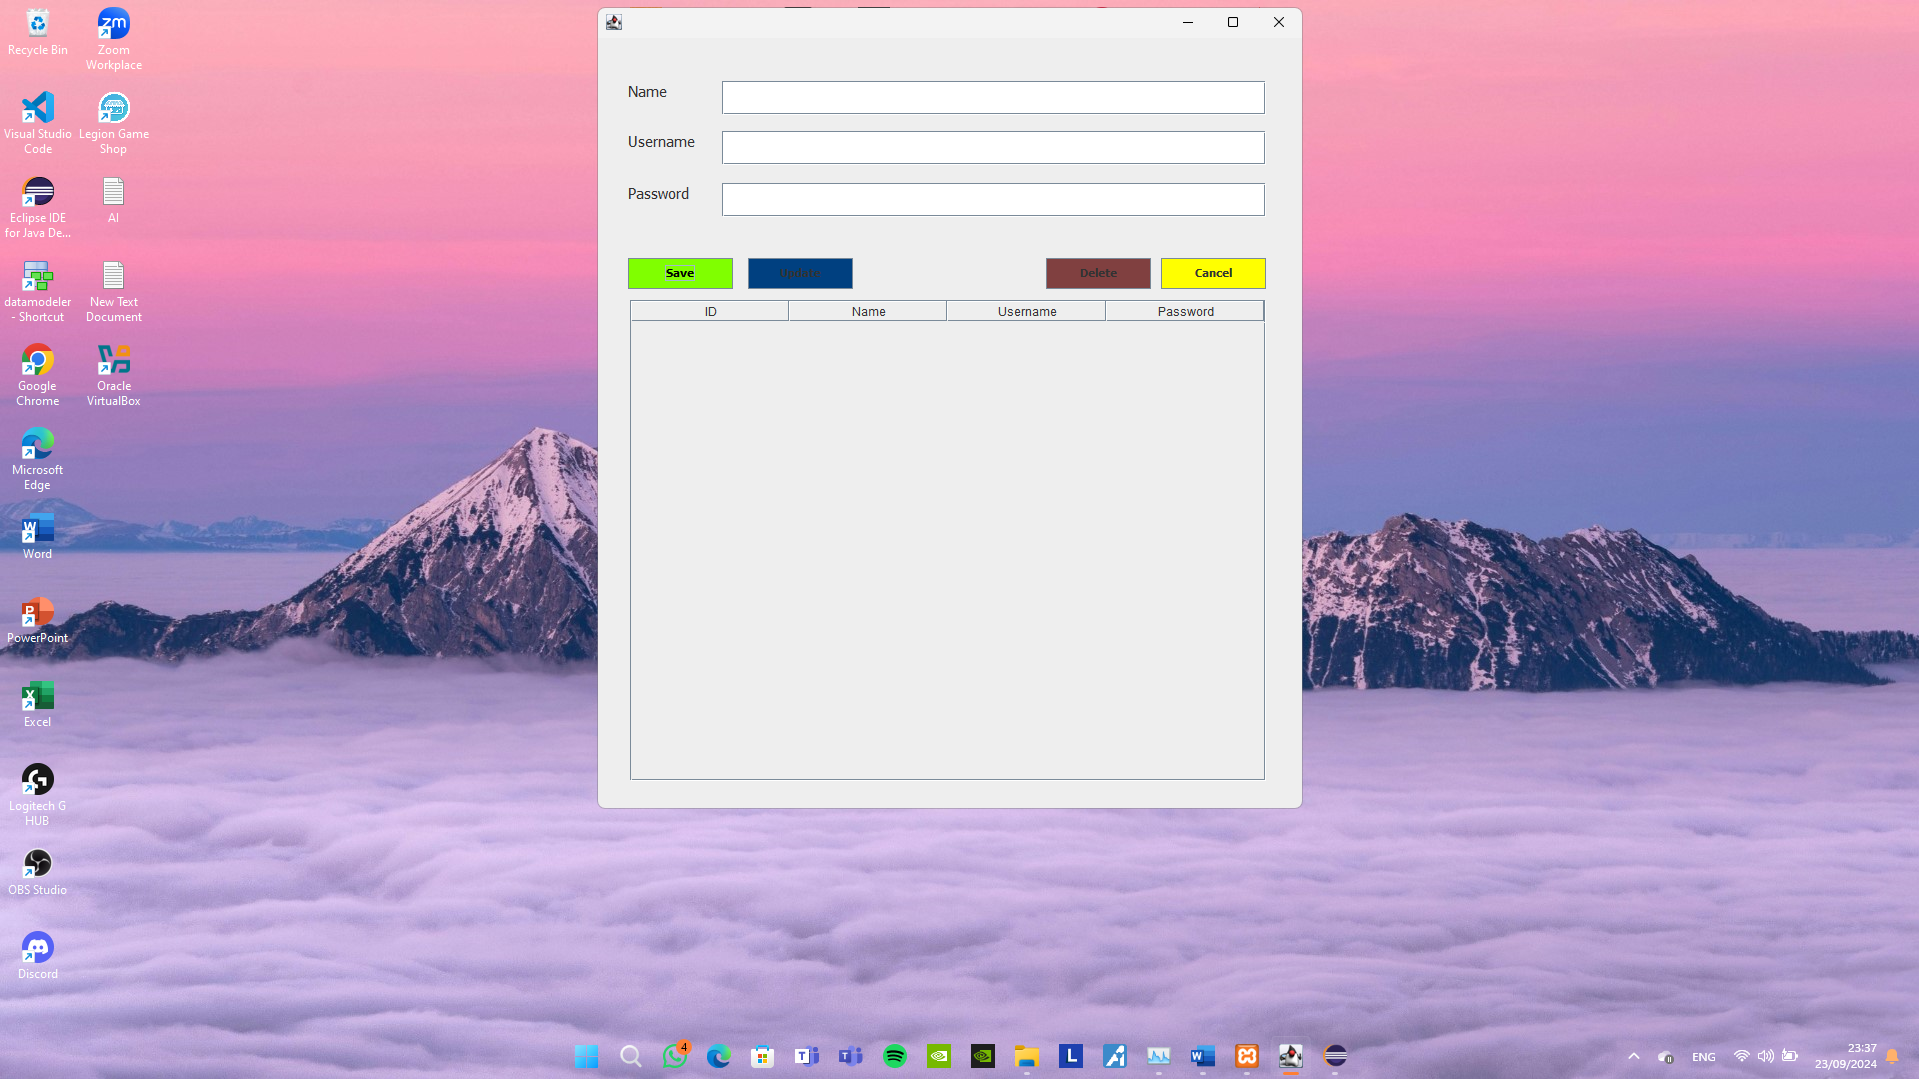 Recycle Bin
Zoom
Workplace
Visual Studio
Code
Legion Game
Shop
Eclipse IDE
for Java De...
AI
datamodeler
- Shortcut
New Text
Document
Google
Chrome
Oracle
VirtualBox
Microsoft
Edge
Word
PowerPoint
Excel
Logitech G
HUB
OBS Studio
Discord
Name
Username
Password
Save Update Delete Cancel
ID Name Username Password
4
ENG
23:37
23/09/2024